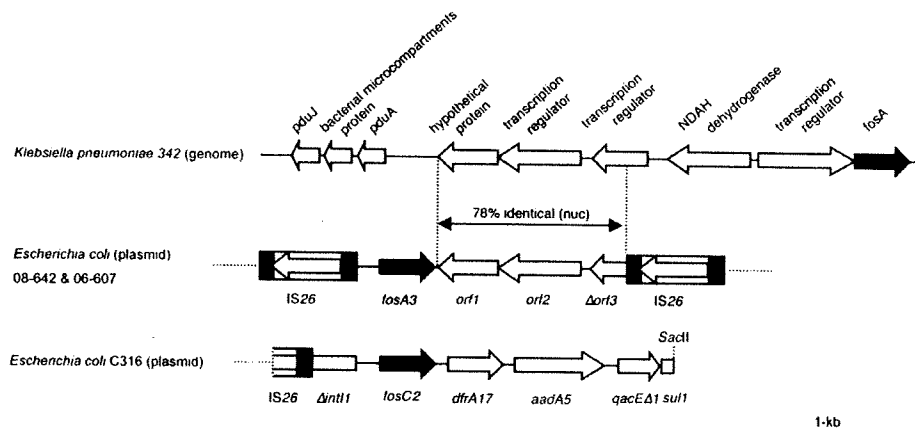 pduJ
bacterial microcompartments
protein
pduA
hypothetical
protein
transcription
regulator
transcription
regulator
NDAH
dehydrogenase
transcription
regulator
fosA
Klebsiella pneumoniae 342 (genome)
78% identical (nuc)
Escherichia coli (plasmid)
08-642 & 06-607
IS26 fosA3 orf1 orf2 Δorf3 IS26
SacII
Escherichia coli C316 (plasmid)
IS26 ΔintI1 fosC2 dfrA17 aadA5 qacEΔ1 sul1
1-kb